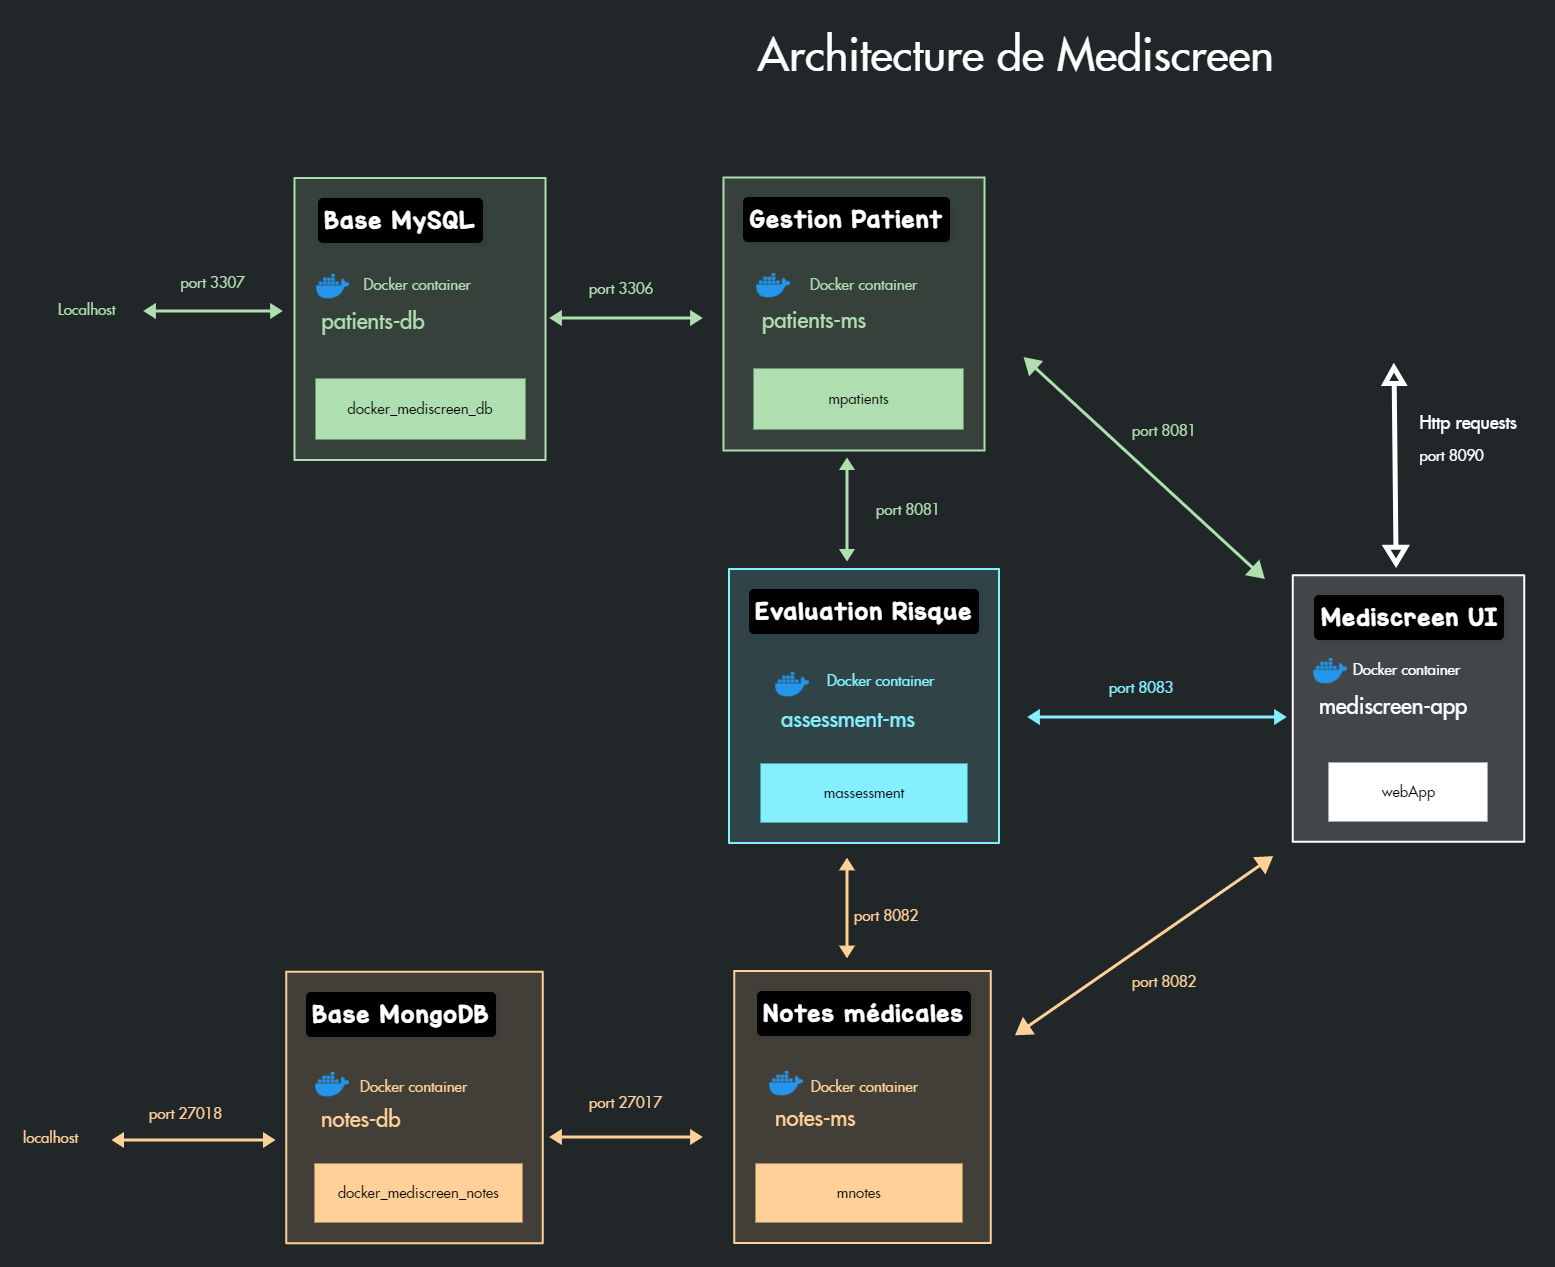 Architecture de Mediscreen
Base MySQL
Docker container
patients-db
docker_mediscreen_db
Localhost
port 3307
port 3306
Gestion Patient
Docker container
patients-ms
mpatients
port 8081
port 8081
Http requests
port 8090
Evaluation Risque
Docker container
assessment-ms
massessment
port 8083
Mediscreen UI
Docker container
mediscreen-app
webApp
port 8082
port 8082
Base MongoDB
Docker container
notes-db
docker_mediscreen_notes
localhost
port 27018
port 27017
Notes médicales
Docker container
notes-ms
mnotes